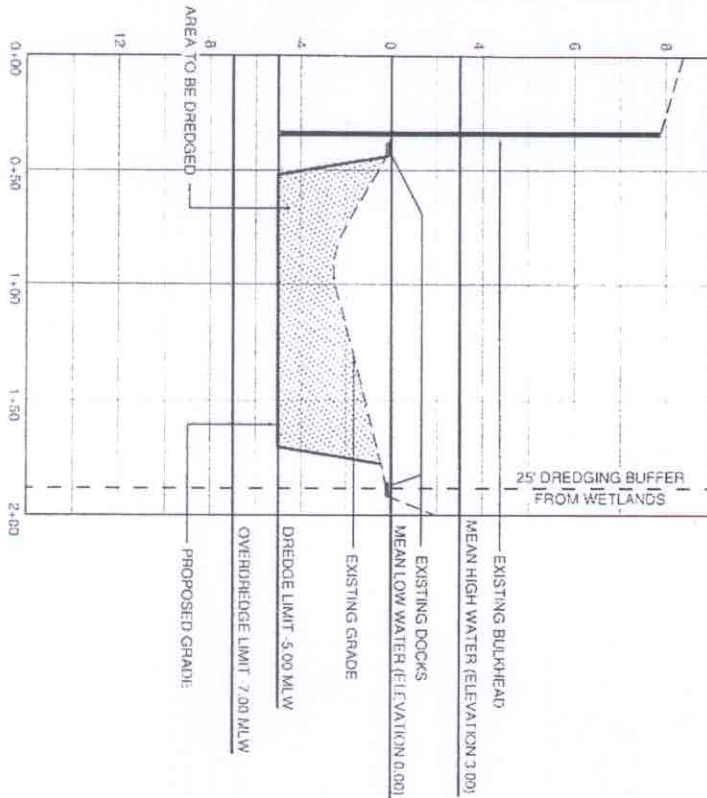 12
-8
-4
0
4
6
8
0+00
0+50
1+00
1+50
2+00
AREA TO BE DREDGED
25' DREDGING BUFFER
FROM WETLANDS
EXISTING BULKHEAD
MEAN HIGH WATER (ELEVATION 3.00)
EXISTING DOCKS
MEAN LOW WATER (ELEVATION 0.00)
EXISTING GRADE
DREDGE LIMIT -5.00 MLW
OVERDREDGE LIMIT -7.00 MLW
PROPOSED GRADE